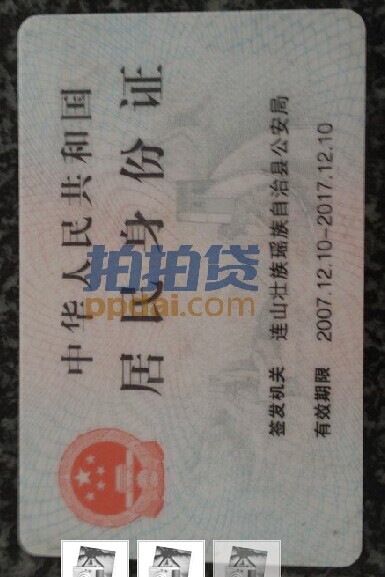 中华人民共和国
居民身份证
拍拍贷
ppdai.com
签发机关 连山壮族瑶族自治县公安局
有效期限 2007.12.10-2017.12.10